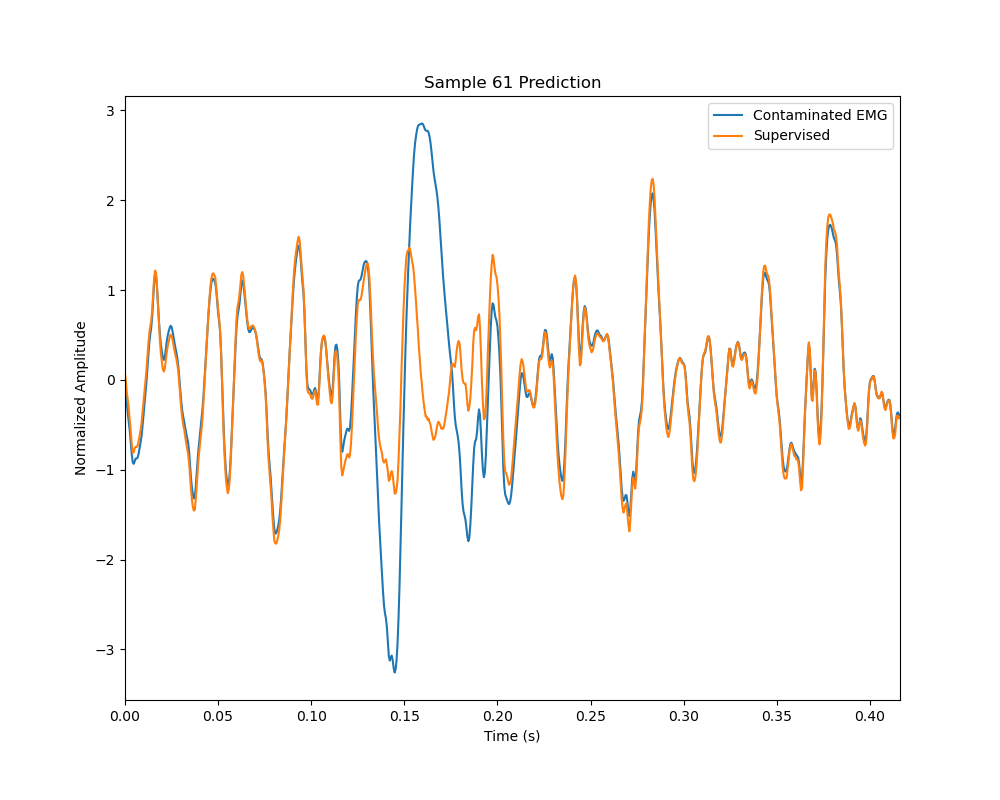 Sample 61 Prediction
Contaminated EMG
Supervised
Normalized Amplitude
3
2
1
0
−1
−2
−3
0.00 0.05 0.10 0.15 0.20 0.25 0.30 0.35 0.40
Time (s)